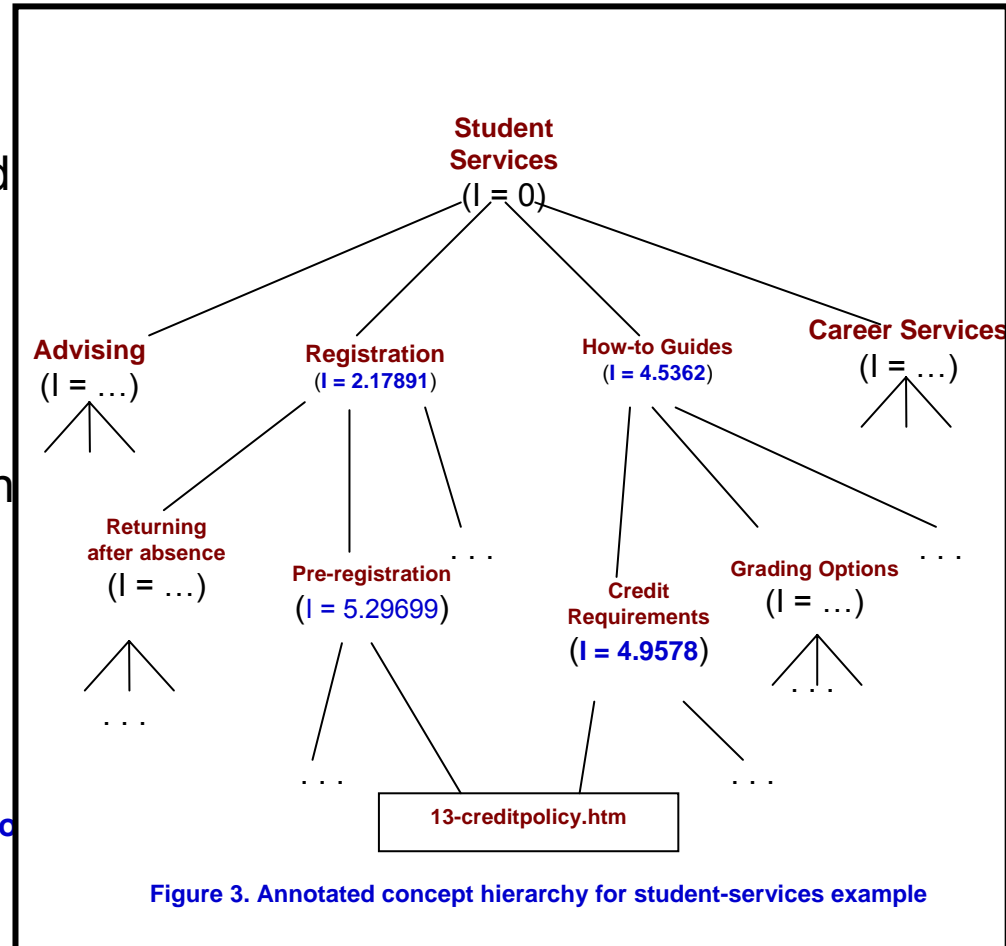 Student
Services
(I = 0)
d
Advising
(I = ...)
Registration
(I = 2.17891)
How-to Guides
(I = 4.5362)
Career Services
(I = ...)
n
Returning
after absence
(I = ...)
Pre-registration
(I = 5.29699)
. . .
Credit
Requirements
(I = 4.9578)
Grading Options
(I = ...)
. . .
. . .
. . .
. . .
. . .
13-creditpolicy.htm
o
Figure 3. Annotated concept hierarchy for student-services example